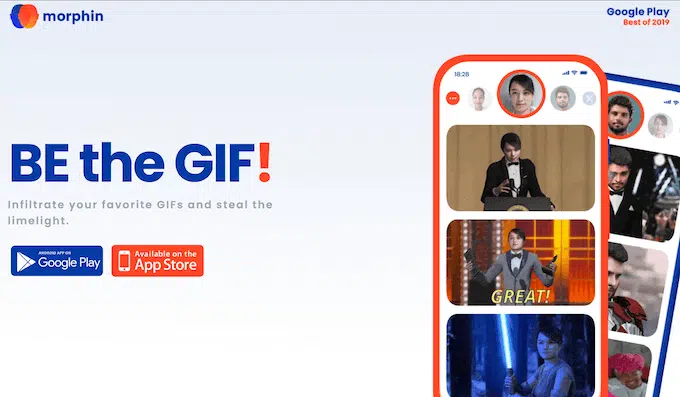 morphin
Google Play
Best of 2019
18:28
BE the GIF!
Infiltrate your favorite GIFs and steal the
limelight.
ANDROID APP ON
Google Play
Available on the
App Store
GREAT!